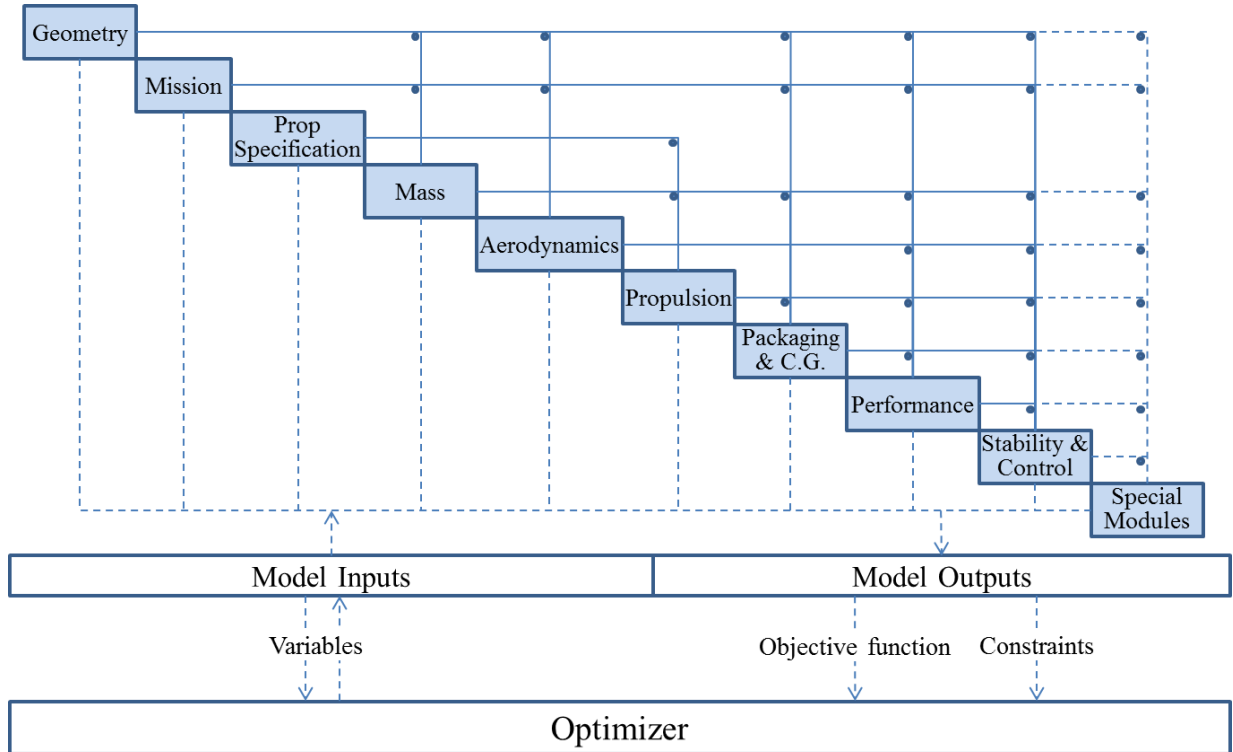 Geometry
Mission
Prop
Specification
Mass
Aerodynamics
Propulsion
Packaging
& C.G.
Performance
Stability &
Control
Special
Modules
Model Inputs
Model Outputs
Variables
Objective function
Constraints
Optimizer